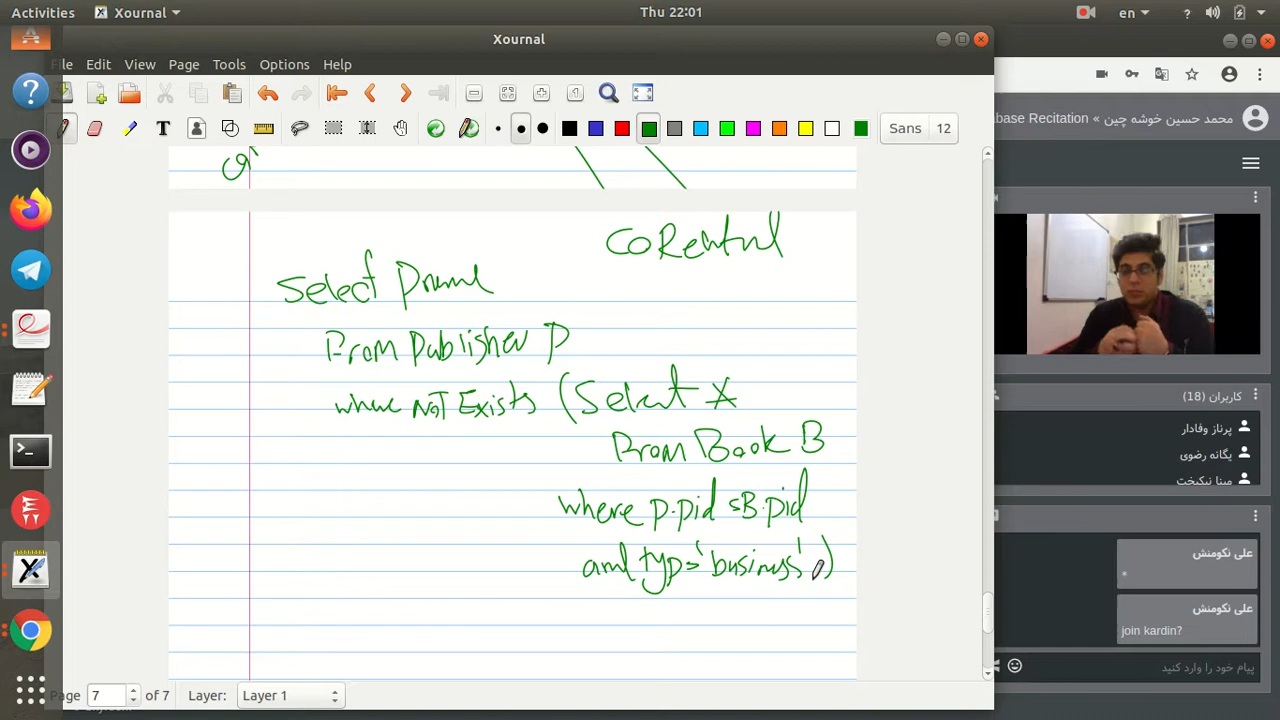 Activities
Xournal
Thu 22:01
en
Xournal
File Edit View Page Tools Options Help
Sans 12
CoRelatul
Select Pname
From Publisher P
where NOT Exists (Select *
From Book B
where p.pid = B.pid
and typ='business')
Page 7 of 7 Layer: Layer 1
abase Recitation » محمد حسین خوشه چین
کاربران (18)
پرناز وفادار
یگانه رضوی
مینا نیکبخت
علی نکومنش
*
علی نکومنش
join kardin?
پیام خود را وارد کنید